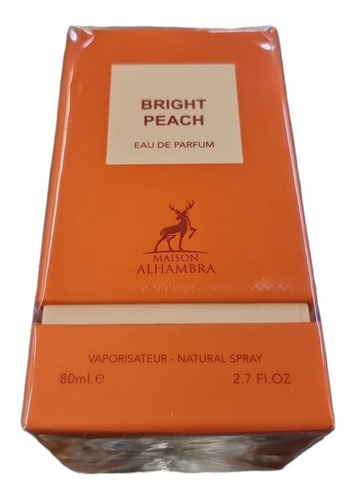 BRIGHT
PEACH
EAU DE PARFUM
MAISON
ALHAMBRA
VAPORISATEUR - NATURAL SPRAY
80ml.e 2.7 Fl.OZ